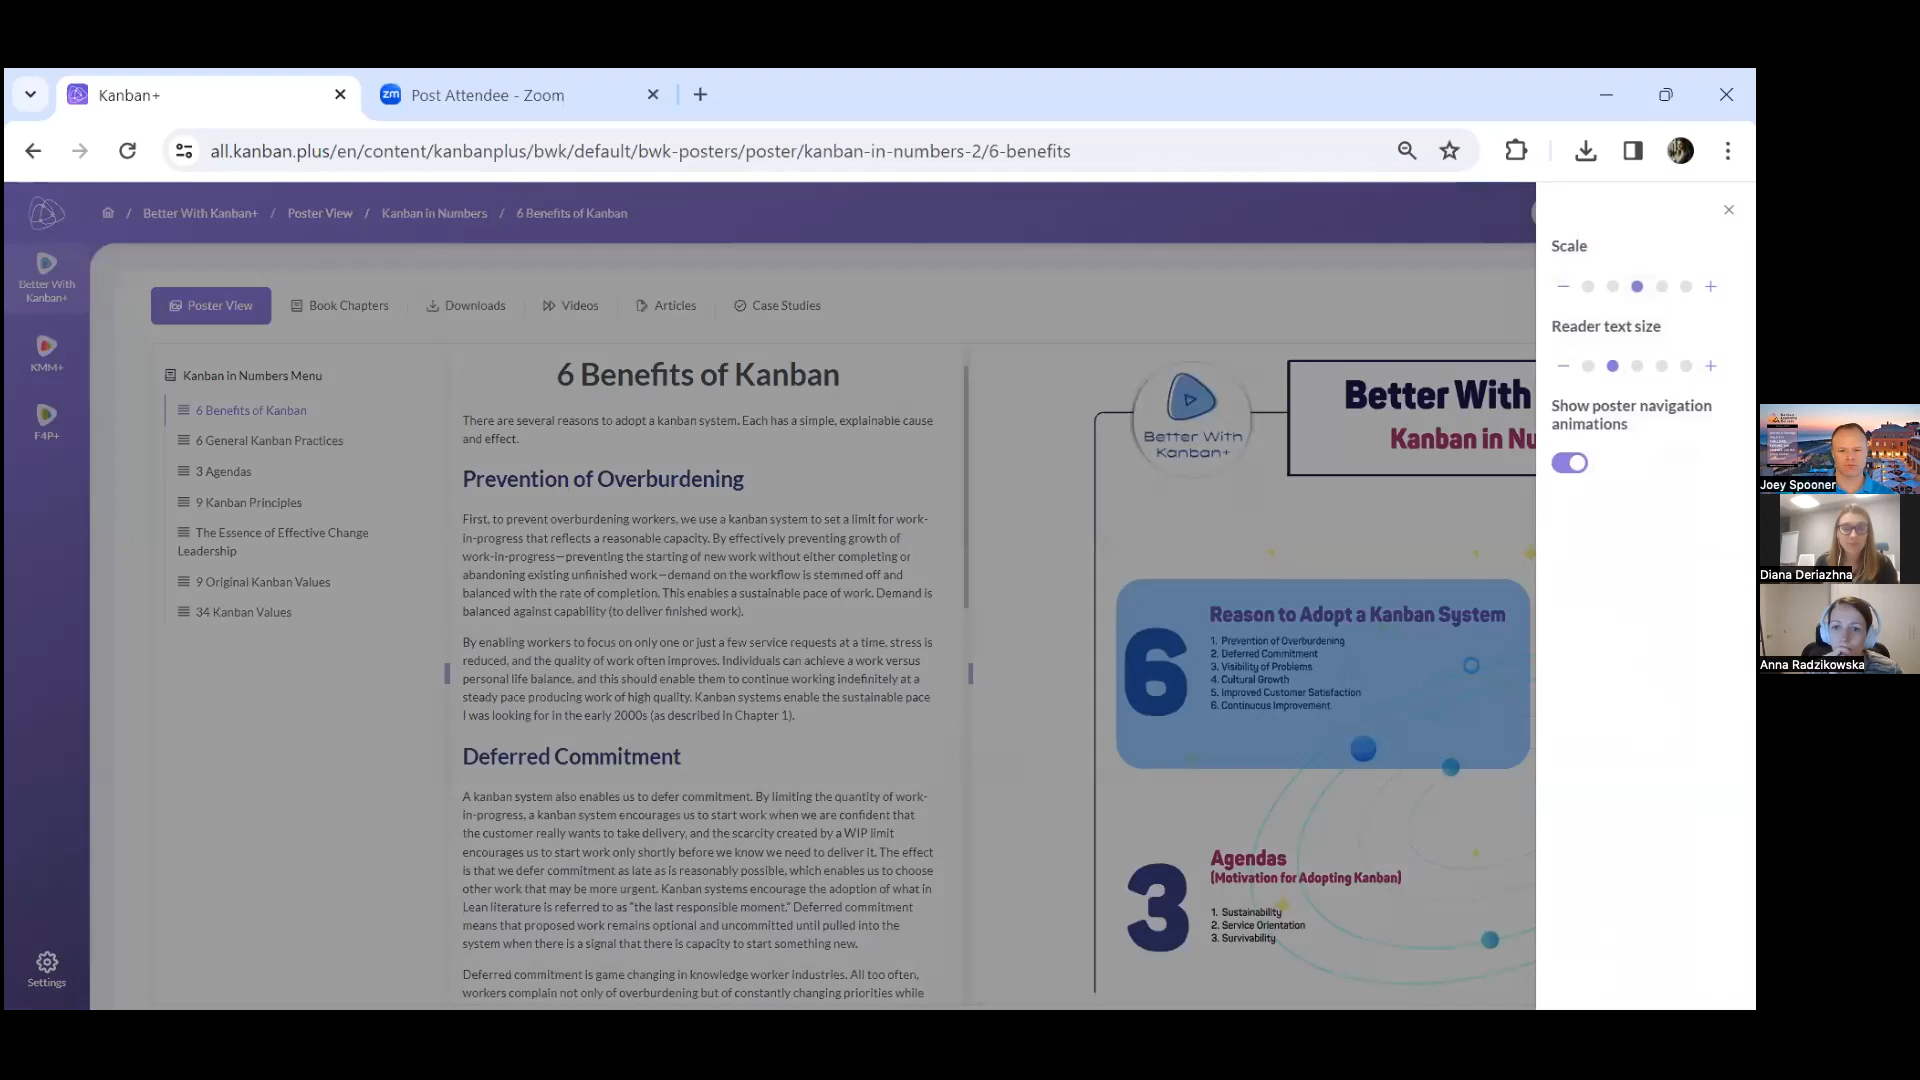 Kanban+
zm
Post Attendee - Zoom
all.kanban.plus/en/content/kanbanplus/bwk/default/bwk-posters/poster/kanban-in-numbers-2/6-benefits
Better With Kanban+ / Poster View / Kanban in Numbers / 6 Benefits of Kanban
Better With
Kanban+
KMM+
F4P+
Settings
Poster View
Book Chapters
Downloads
Videos
Articles
Case Studies
Kanban in Numbers Menu
6 Benefits of Kanban
6 General Kanban Practices
3 Agendas
9 Kanban Principles
The Essence of Effective Change
Leadership
9 Original Kanban Values
34 Kanban Values
6 Benefits of Kanban
There are several reasons to adopt a kanban system. Each has a simple, explainable cause
and effect.
Prevention of Overburdening
First, to prevent overburdening workers, we use a kanban system to set a limit for work-
in-progress that reflects a reasonable capacity. By effectively preventing growth of
work-in-progress—preventing the starting of new work without either completing or
abandoning existing unfinished work—demand on the workflow is stemmed off and
balanced with the rate of completion. This enables a sustainable pace of work. Demand is
balanced against capability (to deliver finished work).
By enabling workers to focus on only one or just a few service requests at a time, stress is
reduced, and the quality of work often improves. Individuals can achieve a work versus
personal life balance, and this should enable them to continue working indefinitely at a
steady pace producing work of high quality. Kanban systems enable the sustainable pace
I was looking for in the early 2000s (as described in Chapter 1).
Deferred Commitment
A kanban system also enables us to defer commitment. By limiting the quantity of work-
in-progress, a kanban system encourages us to start work when we are confident that
the customer really wants to take delivery, and the scarcity created by a WIP limit
encourages us to start work only shortly before we know we need to deliver it. The effect
is that we defer commitment as late as is reasonably possible, which enables us to choose
other work that may be more urgent. Kanban systems encourage the adoption of what in
Lean literature is referred to as "the last responsible moment." Deferred commitment
means that proposed work remains optional and uncommitted until pulled into the
system when there is a signal that there is capacity to start something new.
Deferred commitment is game changing in knowledge worker industries. All too often,
workers complain not only of overburdening but of constantly changing priorities while
Better With
Kanban+
Better With
Kanban in Nu
6
Reason to Adopt a Kanban System
1. Prevention of Overburdening
2. Deferred Commitment
3. Visibility of Problems
4. Cultural Growth
5. Improved Customer Satisfaction
6. Continuous Improvement
3
Agendas
(Motivation for Adopting Kanban)
1. Sustainability
2. Service Orientation
3. Survivability
Scale
Reader text size
Show poster navigation
animations
Joey Spooner
Diana Deriazhna
Anna Radzikowska